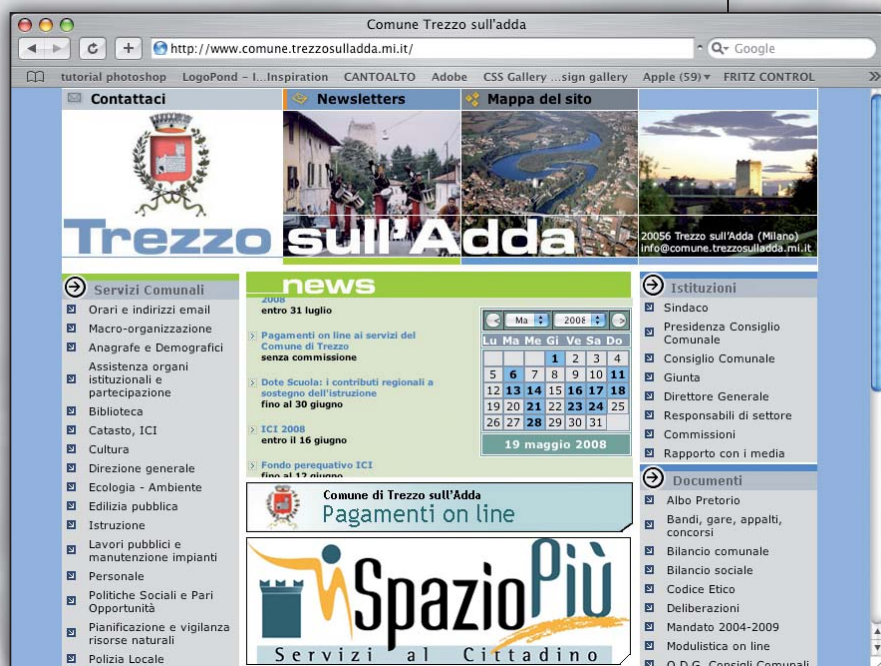 Comune Trezzo sull'adda
http://www.comune.trezzosulladda.mi.it/
Google
tutorial photoshop LogoPond - I...Inspiration CANTOALTO Adobe CSS Gallery ...sign gallery Apple (59) FRITZ CONTROL
Contattaci
Newsletters
Mappa del sito
Trezzo sull'Adda
20056 Trezzo sull'Adda (Milano)
info@comune.trezzosulladda.mi.it
Servizi Comunali
Orari e indirizzi email
Macro-organizzazione
Anagrafe e Demografici
Assistenza organi
istituzionali e
partecipazione
Biblioteca
Catasto, ICI
Cultura
Direzione generale
Ecologia - Ambiente
Edilizia pubblica
Istruzione
Lavori pubblici e
manutenzione impianti
Personale
Politiche Sociali e Pari
Opportunità
Pianificazione e vigilanza
risorse naturali
Polizia Locale
news
2008
entro 31 luglio
Pagamenti on line ai servizi del
Comune di Trezzo
senza commissione
Dote Scuola: i contributi regionali a
sostegno dell'istruzione
fino al 30 giugno
ICI 2008
entro il 16 giugno
Fondo perequativo ICI
fino al 12 giugno
< Ma 2008 >
Lu Ma Me Gi Ve Sa Do
1 2 3 4
5 6 7 8 9 10 11
12 13 14 15 16 17 18
19 20 21 22 23 24 25
26 27 28 29 30 31
19 maggio 2008
Comune di Trezzo sull'Adda
Pagamenti on line
SpazioPiù
Servizi al Cittadino
Istituzioni
Sindaco
Presidenza Consiglio
Comunale
Consiglio Comunale
Giunta
Direttore Generale
Responsabili di settore
Commissioni
Rapporto con i media
Documenti
Albo Pretorio
Bandi, gare, appalti,
concorsi
Bilancio comunale
Bilancio sociale
Codice Etico
Deliberazioni
Mandato 2004-2009
Modulistica on line
O.D.G. Consigli Comunali